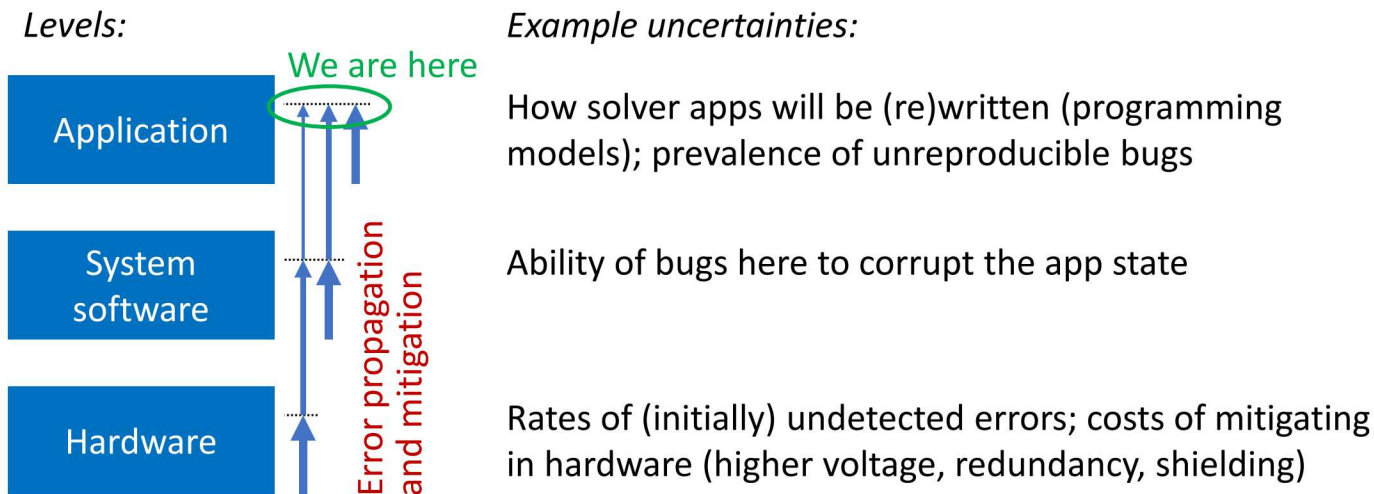 Levels:
Example uncertainties:
We are here
Application
How solver apps will be (re)written (programming
models); prevalence of unreproducible bugs
System
software
Ability of bugs here to corrupt the app state
Error propagation
and mitigation
Hardware
Rates of (initially) undetected errors; costs of mitigating
in hardware (higher voltage, redundancy, shielding)